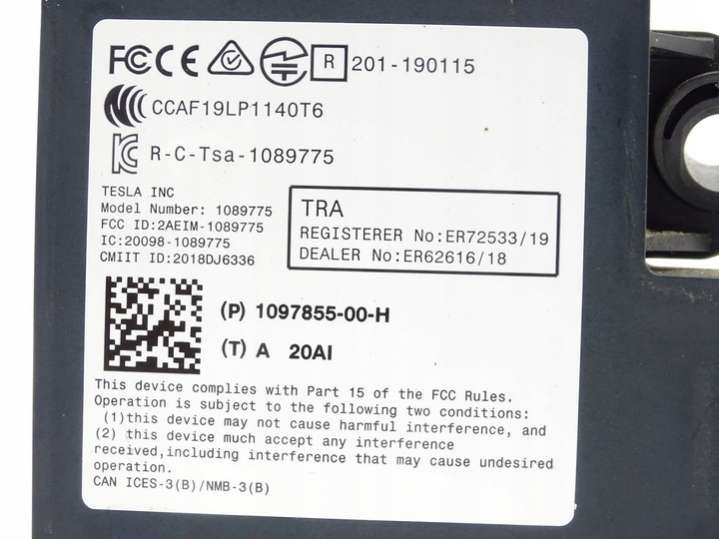 FC CE R 201-190115
CCAF19LP1140T6
R-C-Tsa-1089775
TESLA INC
Model Number: 1089775
FCC ID:2AEIM-1089775
IC:20098-1089775
CMIIT ID:2018DJ6336
TRA
REGISTERER No:ER72533/19
DEALER No:ER62616/18
(P) 1097855-00-H
(T) A 20AI
This device complies with Part 15 of the FCC Rules.
Operation is subject to the following two conditions:
(1)this device may not cause harmful interference, and
(2) this device much accept any interference
received,including interference that may cause undesired
operation.
CAN ICES-3(B)/NMB-3(B)